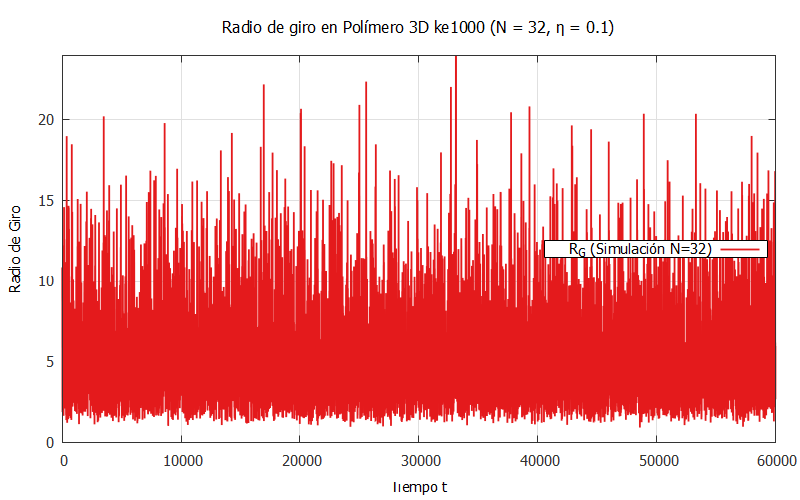 Radio de giro en Polímero 3D ke1000 (N = 32, η = 0.1)
20
15
10
5
0
Radio de Giro
R_G (Simulación N=32)
0 10000 20000 30000 40000 50000 60000
Tiempo t